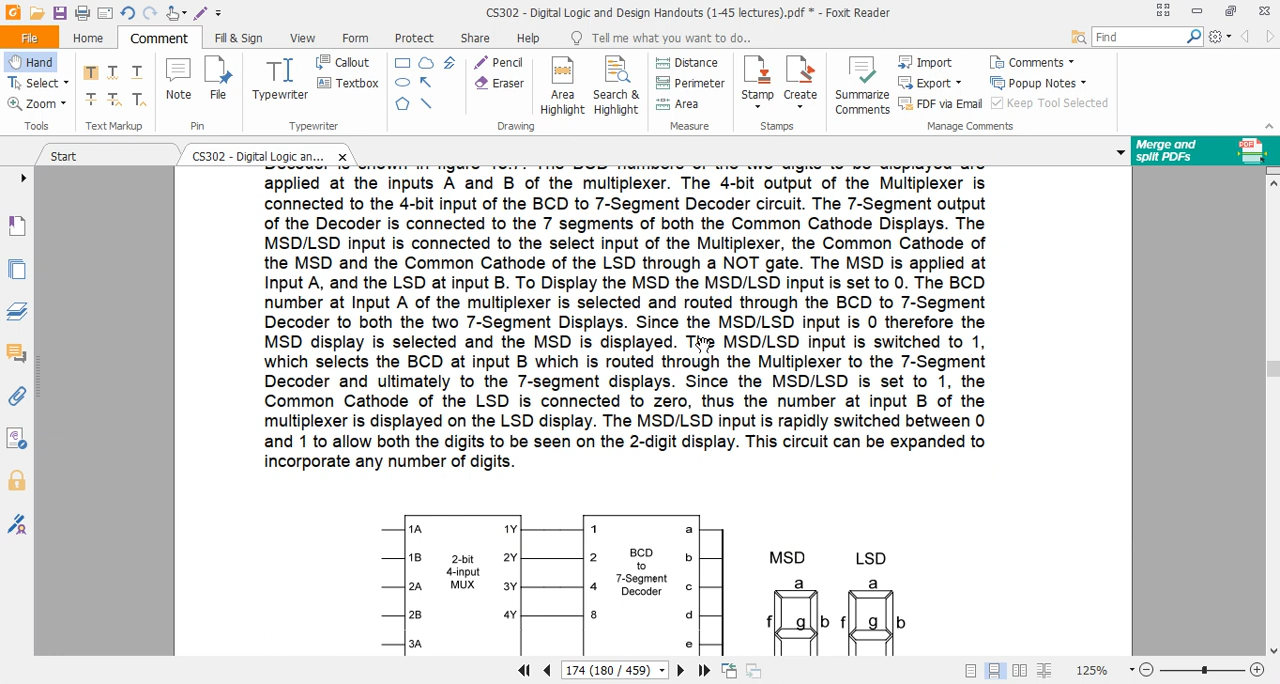 CS302 - Digital Logic and Design Handouts (1-45 lectures).pdf * - Foxit Reader
File Home Comment Fill & Sign View Form Protect Share Help Tell me what you want to do.. Find
Hand
Select
Zoom
Tools
Text Markup
Note
File
Pin
Typewriter
Callout
Textbox
Typewriter
Pencil
Eraser
Area
Highlight
Search &
Highlight
Drawing
Distance
Perimeter
Area
Measure
Stamp
Create
Stamps
Summarize
Comments
Import
Export
FDF via Email
Comments
Popup Notes
Keep Tool Selected
Manage Comments
Start
CS302 - Digital Logic an...
Merge and
split PDFs
applied at the inputs A and B of the multiplexer. The 4-bit output of the Multiplexer is
connected to the 4-bit input of the BCD to 7-Segment Decoder circuit. The 7-Segment output
of the Decoder is connected to the 7 segments of both the Common Cathode Displays. The
MSD/LSD input is connected to the select input of the Multiplexer, the Common Cathode of
the MSD and the Common Cathode of the LSD through a NOT gate. The MSD is applied at
Input A, and the LSD at input B. To Display the MSD the MSD/LSD input is set to 0. The BCD
number at Input A of the multiplexer is selected and routed through the BCD to 7-Segment
Decoder to both the two 7-Segment Displays. Since the MSD/LSD input is 0 therefore the
MSD display is selected and the MSD is displayed. The MSD/LSD input is switched to 1,
which selects the BCD at input B which is routed through the Multiplexer to the 7-Segment
Decoder and ultimately to the 7-segment displays. Since the MSD/LSD is set to 1, the
Common Cathode of the LSD is connected to zero, thus the number at input B of the
multiplexer is displayed on the LSD display. The MSD/LSD input is rapidly switched between 0
and 1 to allow both the digits to be seen on the 2-digit display. This circuit can be expanded to
incorporate any number of digits.
1A
1B
2A
2B
3A
2-bit
4-input
MUX
1Y
2Y
3Y
4Y
1
2
4
8
BCD
to
7-Segment
Decoder
a
b
c
d
e
MSD
a
f g b
LSD
a
f g b
174 (180 / 459)
125%